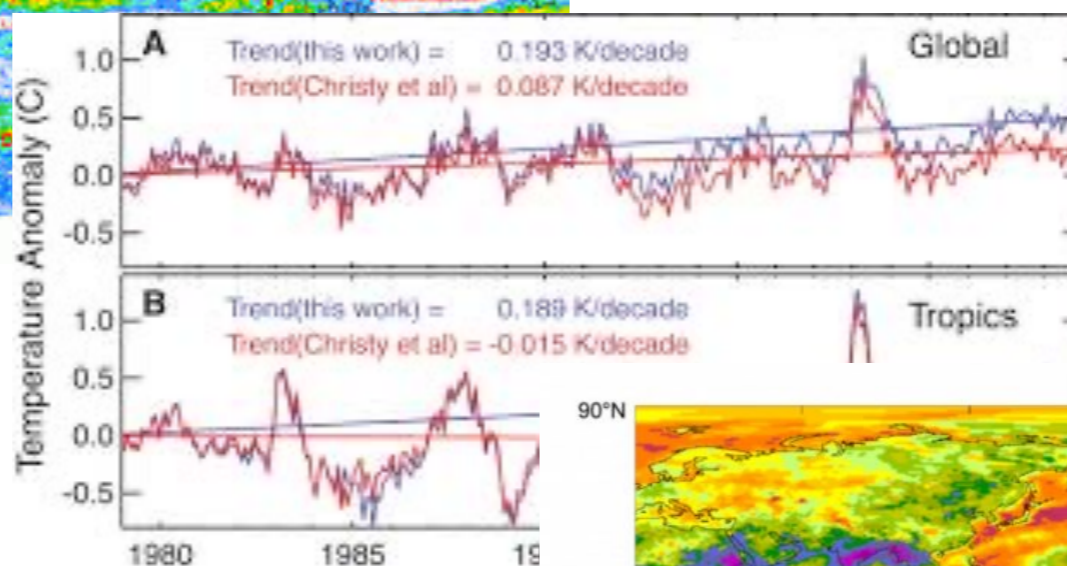 Temperature Anomaly (C)
A
Trend(this work) = 0.193 K/decade
Trend(Christy et al) = 0.087 K/decade
Global
1.0
0.5
0.0
-0.5
B
Trend(this work) = 0.189 K/decade
Trend(Christy et al) = -0.015 K/decade
Tropics
1.0
0.5
0.0
-0.5
1980
1985
19
90°N